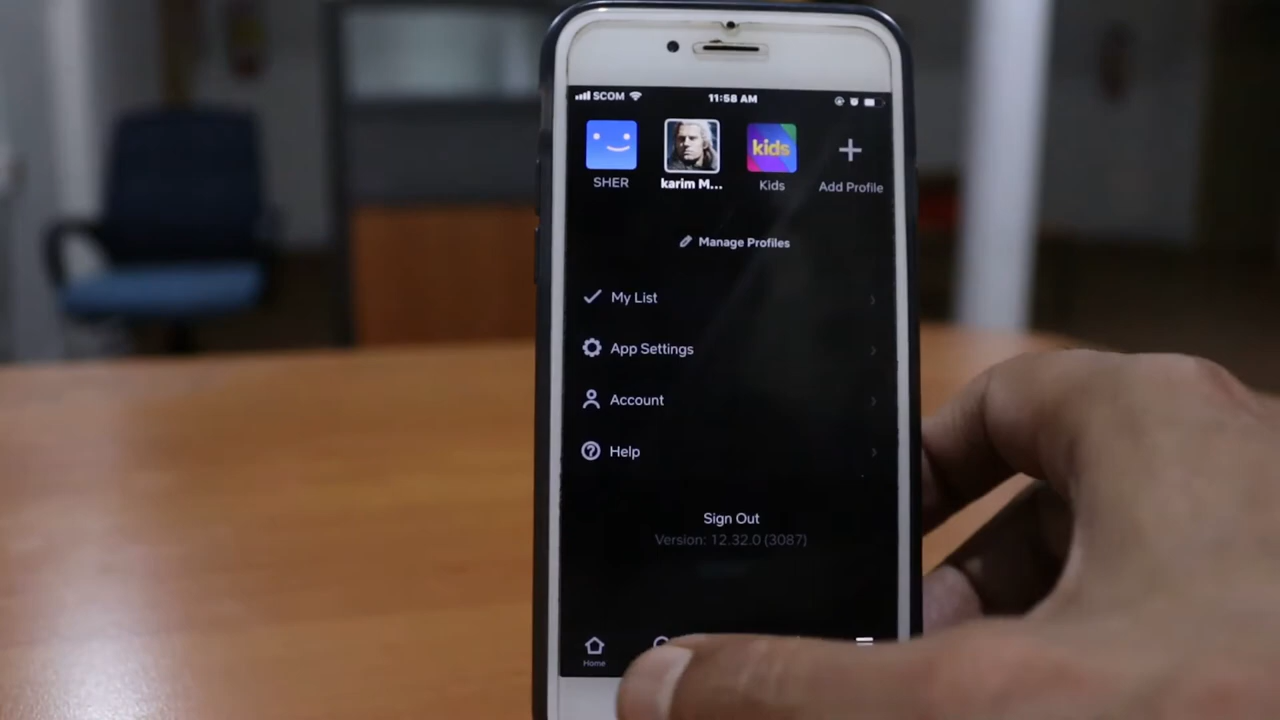 SCOM 11:58 AM
kids
SHER karim M... Kids Add Profile
Manage Profiles
My List
App Settings
Account
Help
Sign Out
Version: 12.32.0 (3087)
Home